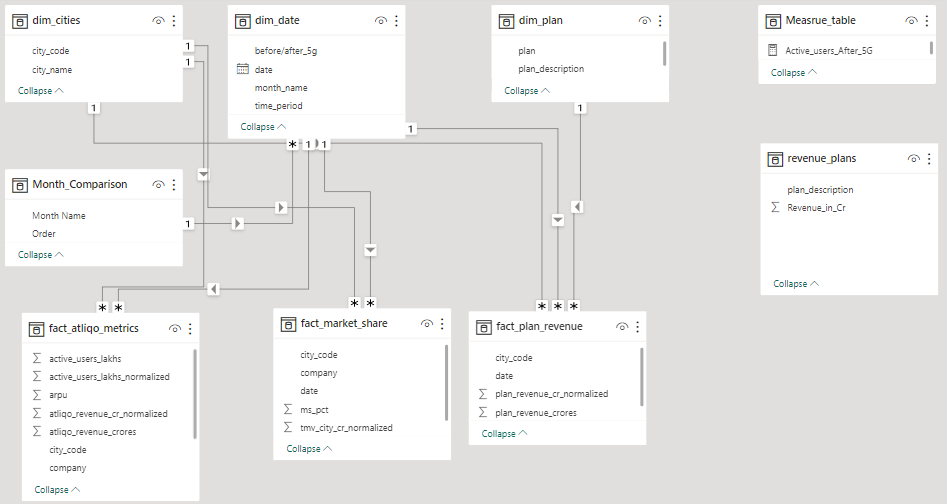 dim_cities
city_code
city_name
Collapse
1
1
1
dim_date
before/after_5g
date
month_name
time_period
Collapse
1
*
1
1
dim_plan
plan
plan_description
Collapse
1
Measrue_table
Active_users_After_5G
Collapse
Month_Comparison
Month Name
Order
Collapse
1
revenue_plans
plan_description
Σ Revenue_in_Cr
Collapse
* *
fact_atliqo_metrics
Σ active_users_lakhs
Σ active_users_lakhs_normalized
Σ arpu
Σ atliqo_revenue_cr_normalized
Σ atliqo_revenue_crores
city_code
company
Collapse
* *
fact_market_share
city_code
company
date
Σ ms_pct
Σ tmv_city_cr_normalized
Collapse
* * *
fact_plan_revenue
city_code
date
Σ plan_revenue_cr_normalized
Σ plan_revenue_crores
Collapse